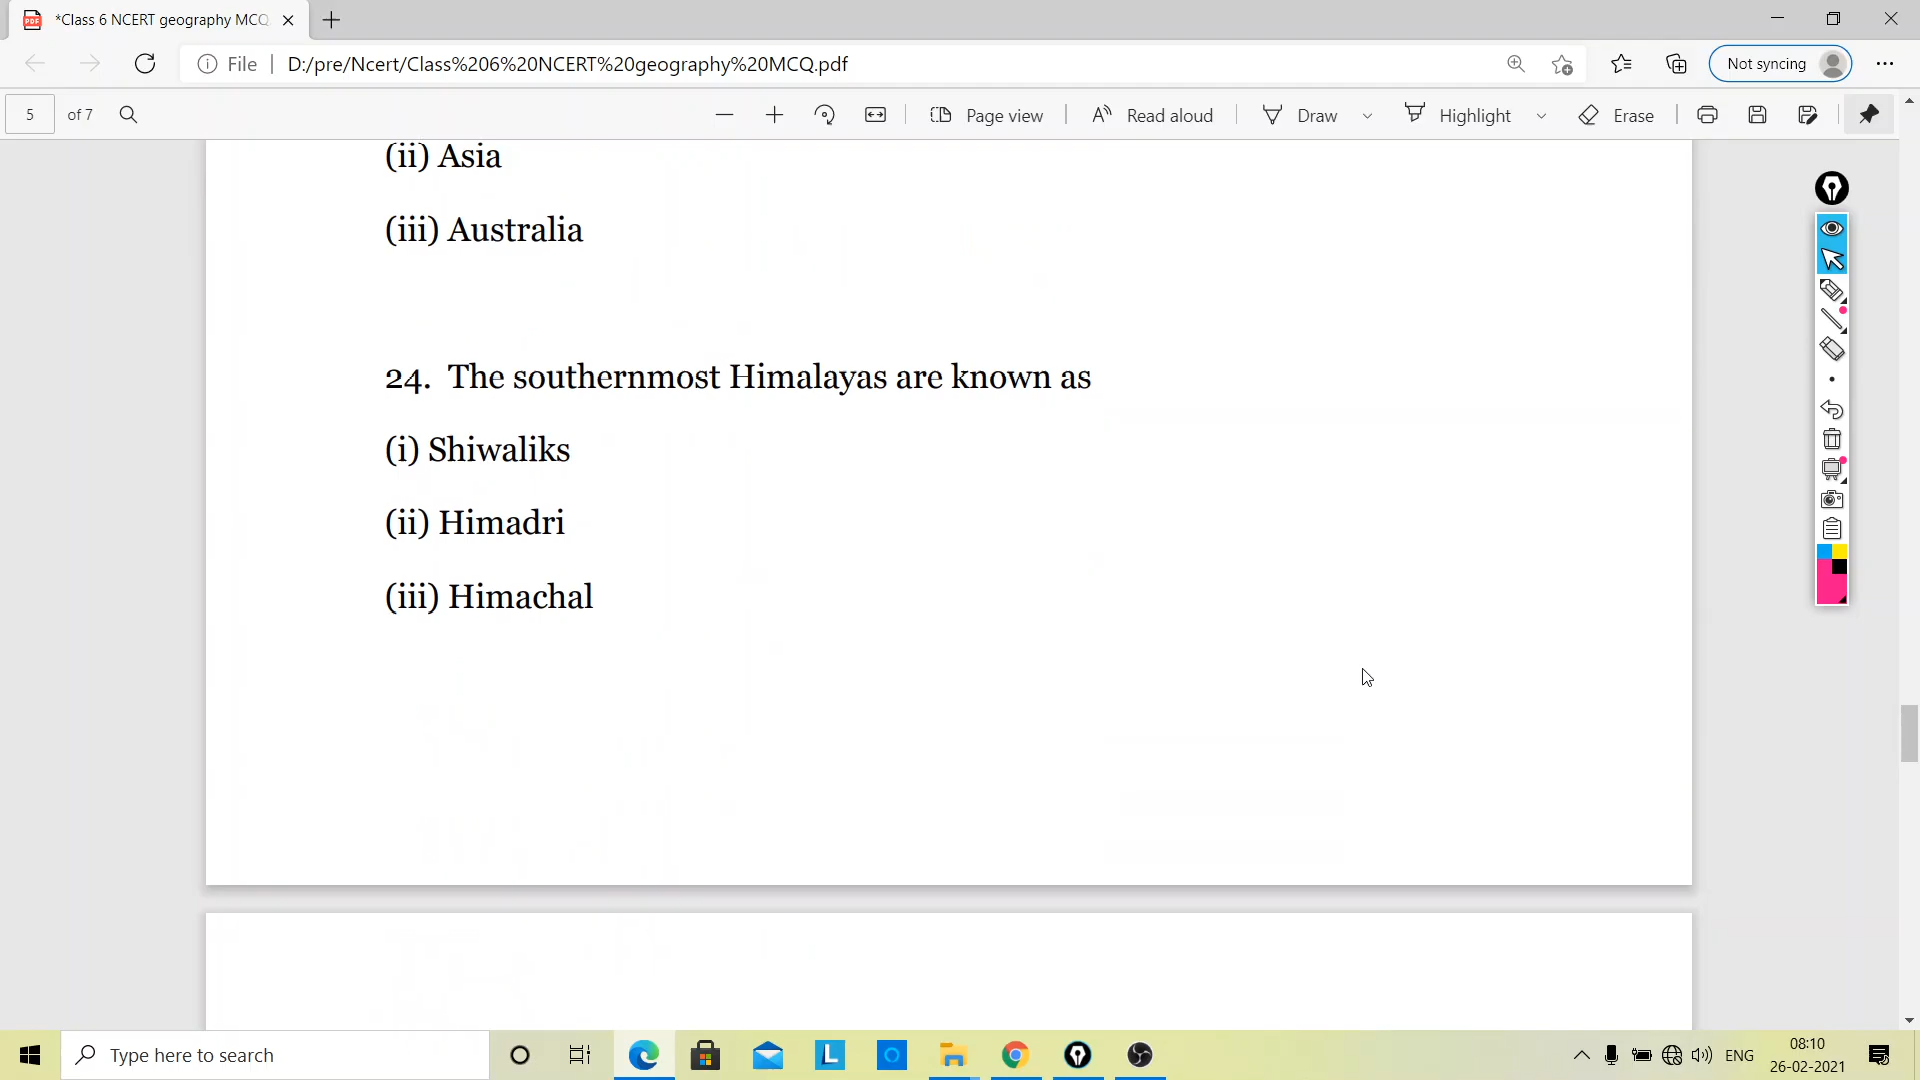 *Class 6 NCERT geography MCQ
File
D:/pre/Ncert/Class%206%20NCERT%20geography%20MCQ.pdf
Not syncing
5 of 7
Page view
Read aloud
Draw
Highlight
Erase
(ii) Asia
(iii) Australia
24. The southernmost Himalayas are known as
(i) Shiwaliks
(ii) Himadri
(iii) Himachal
Type here to search
L
ENG
08:10
26-02-2021